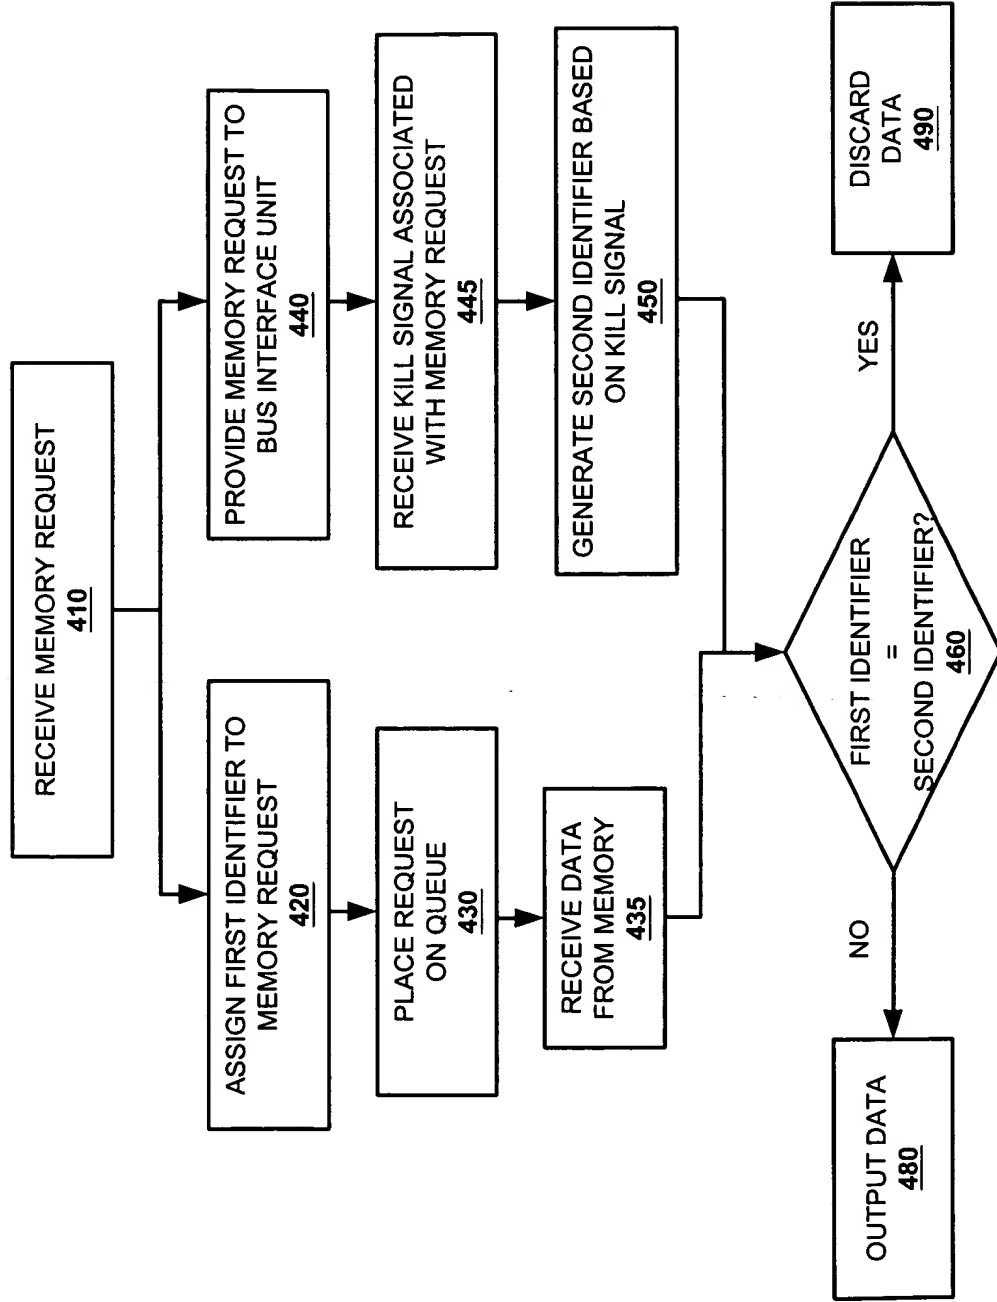 RECEIVE MEMORY REQUEST
410
ASSIGN FIRST IDENTIFIER TO
MEMORY REQUEST
420
PLACE REQUEST
ON QUEUE
430
RECEIVE DATA
FROM MEMORY
435
PROVIDE MEMORY REQUEST TO
BUS INTERFACE UNIT
440
RECEIVE KILL SIGNAL ASSOCIATED
WITH MEMORY REQUEST
445
GENERATE SECOND IDENTIFIER BASED
ON KILL SIGNAL
450
FIRST IDENTIFIER
=
SECOND IDENTIFIER?
460
NO
OUTPUT DATA
480
YES
DISCARD
DATA
490